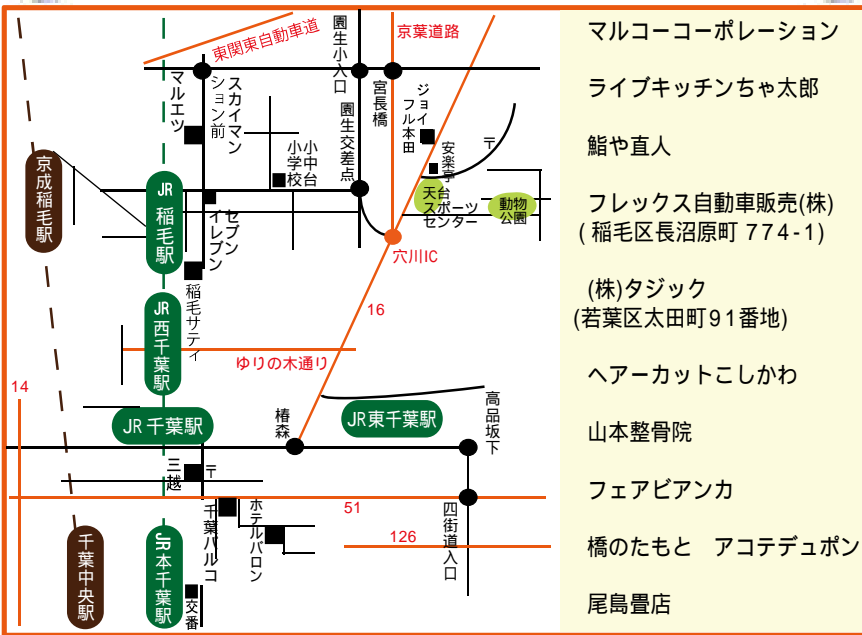 東関東自動車道
園生小入口
京葉道路
マルエツ
スカイマン
ション前
小中台
小学校
園生交差点
宮長橋
ジョイ
フル本田
安楽亭
〒
京成稲毛駅
JR
稲毛駅
セブン
イレブン
天台
スポーツ
センター
動物
公園
穴川IC
稲毛サティ
16
JR
西千葉駅
ゆりの木通り
14
JR千葉駅
椿森
JR東千葉駅
高品坂下
三越
〒
千葉パルコ
ホテルバロン
51
四街道入口
126
千葉中央駅
JR本千葉駅
交番
マルコーコーポレーション
ライブキッチンちゃ太郎
鮨や直人
フレックス自動車販売(株)
(稲毛区長沼原町 774-1)
(株)タジック
(若葉区太田町91番地)
ヘアーカットこしかわ
山本整骨院
フェアビアンカ
橋のたもと　アコテデュポン
尾島畳店